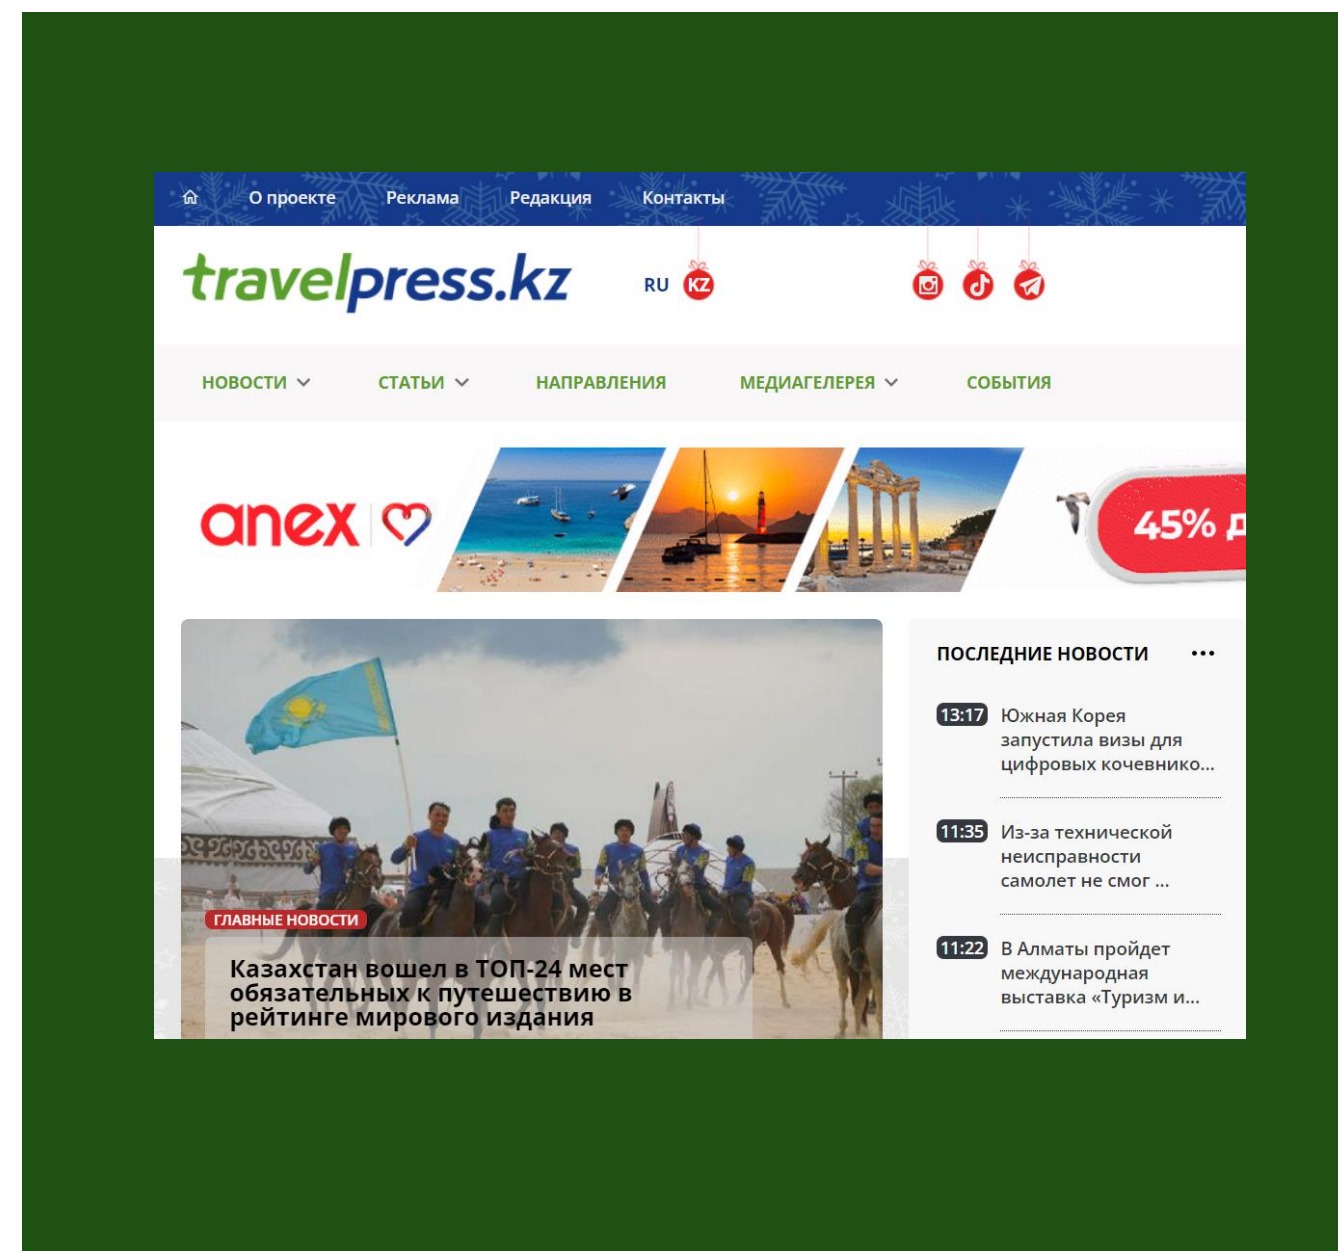 О проекте Реклама Редакция Контакты
travelpress.kz RU KZ
НОВОСТИ СТАТЬИ НАПРАВЛЕНИЯ МЕДИАГЕЛЕРЕЯ СОБЫТИЯ
anex 45% Д
ПОСЛЕДНИЕ НОВОСТИ ...
13:17 Южная Корея
запустила визы для
цифровых кочевнико...
11:35 Из-за технической
неисправности
самолет не смог ...
11:22 В Алматы пройдет
международная
выставка «Туризм и...
ГЛАВНЫЕ НОВОСТИ
Казахстан вошел в ТОП-24 мест
обязательных к путешествию в
рейтинге мирового издания